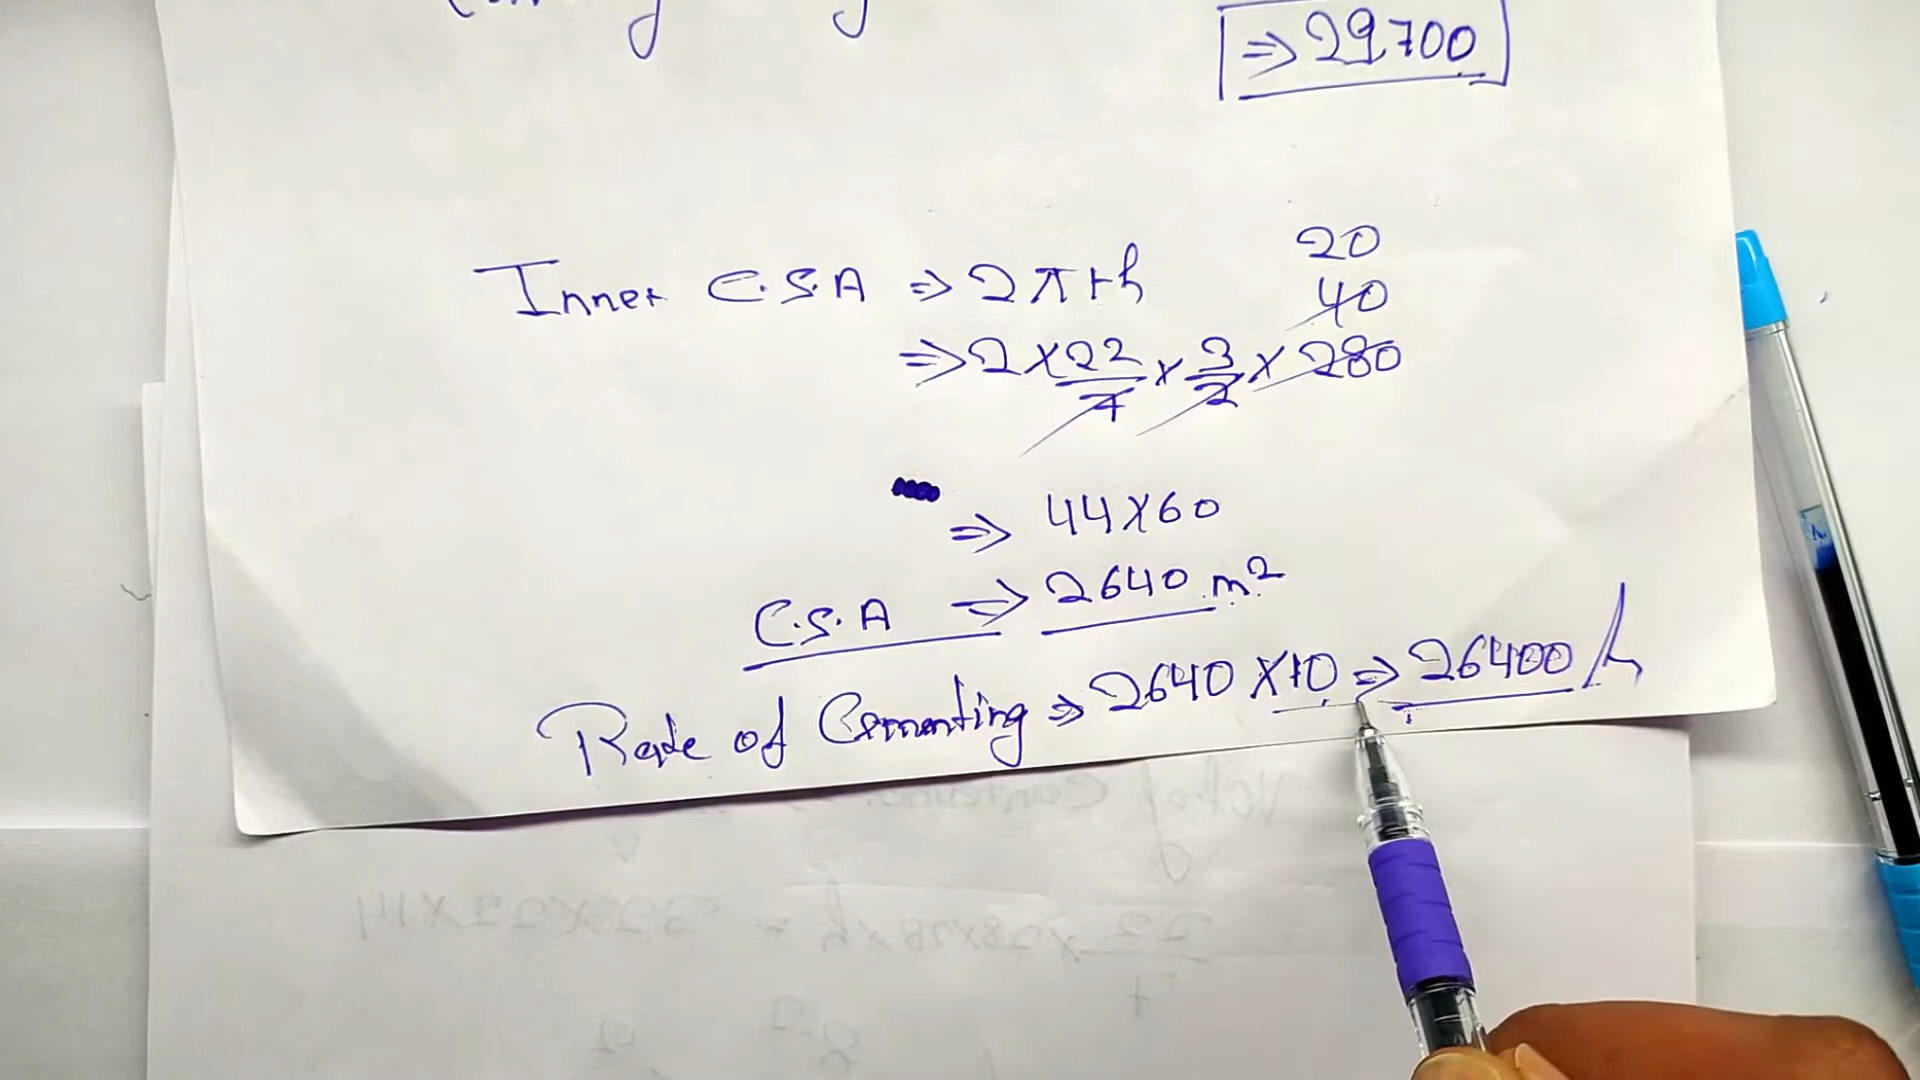 ⇒ 29700
20
Inner C.S.A ⇒ 2πrh 40
⇒ 2 × 22/7 × 3/2 × 280
⇒ 44×60
C.S.A ⇒ 2640 m²
Rate of Cementing ⇒ 2640 ×10 ⇒ 26400